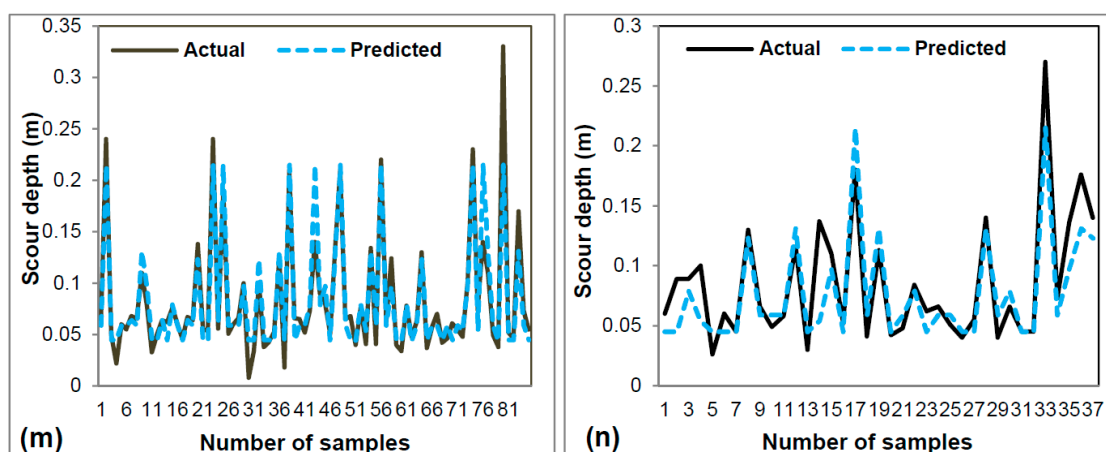 0.35
0.3
0.25
0.2
0.15
0.1
0.05
0
Scour depth (m)
Actual Predicted
1 6 11 16 21 26 31 36 41 46 51 56 61 66 71 76 81
(m) Number of samples
0.3
0.25
0.2
0.15
0.1
0.05
0
Scour depth (m)
Actual Predicted
1 3 5 7 9 11 13 15 17 19 21 23 25 27 29 31 33 35 37
(n) Number of samples